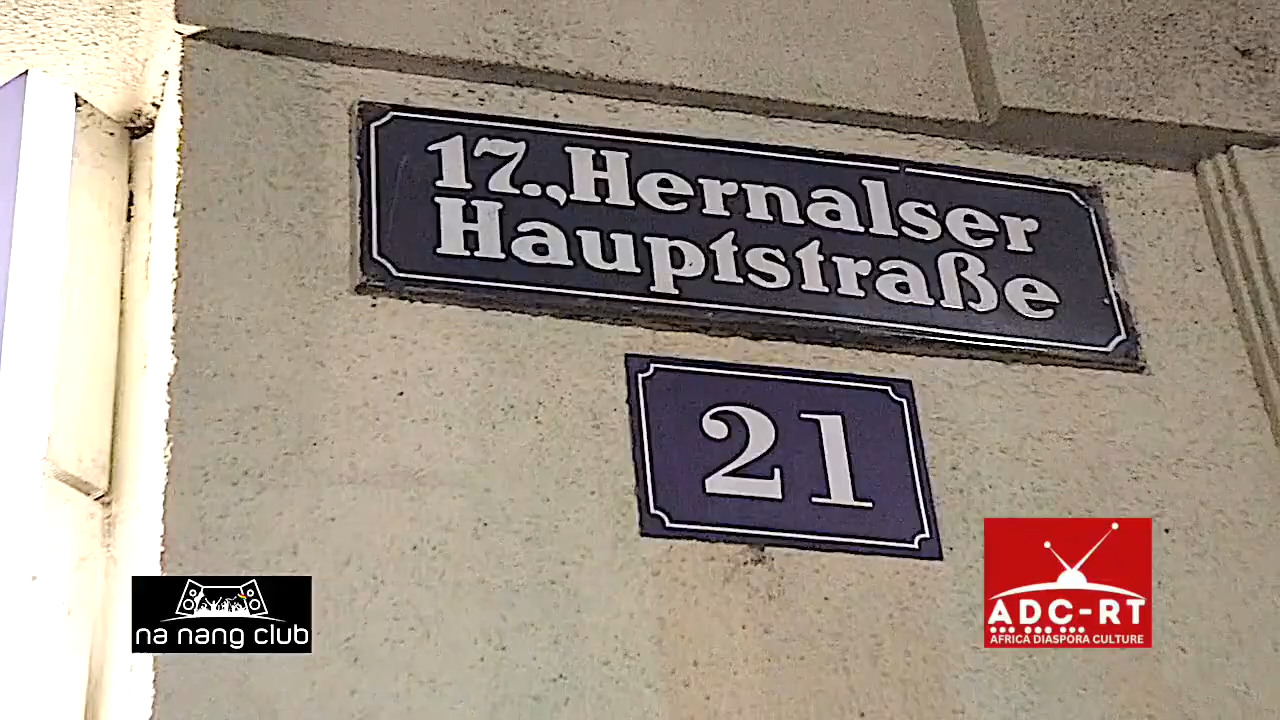 17., Hernalser
Hauptstraße
21
na nang club
ADC-RT
AFRICA DIASPORA CULTURE